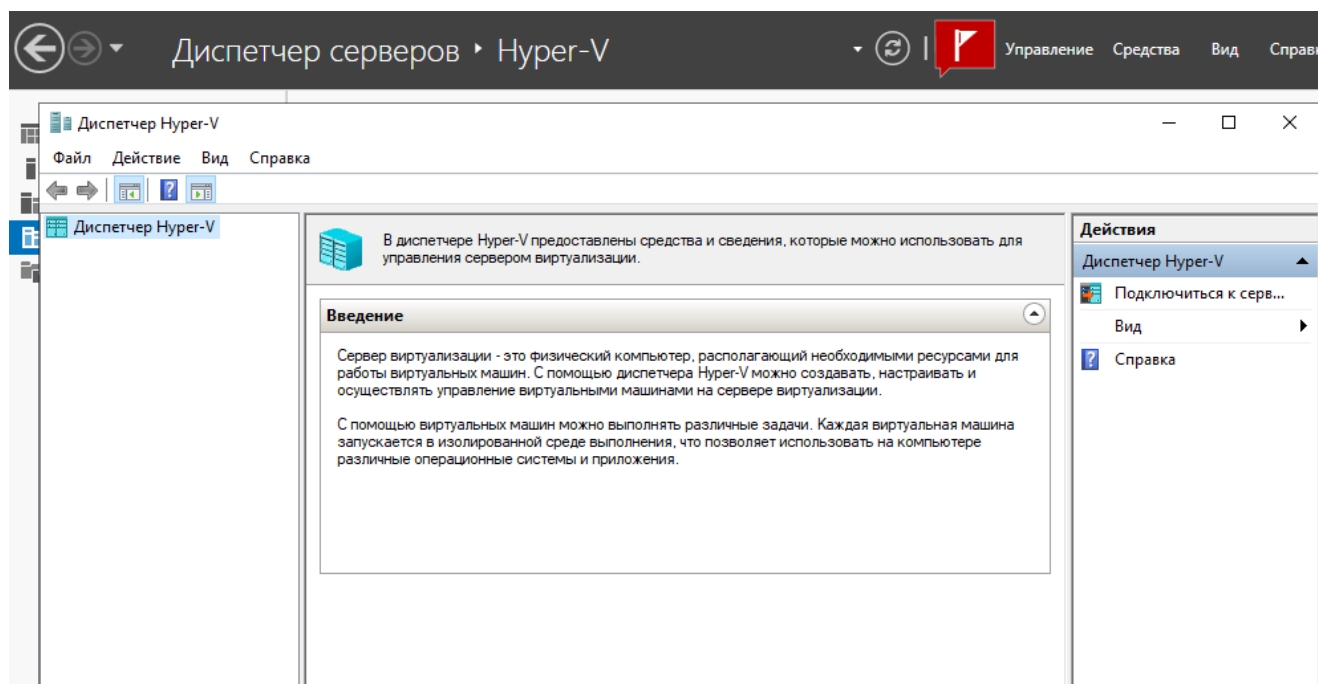 Диспетчер серверов ‣ Hyper-V
Управление Средства Вид Справ
Диспетчер Hyper-V
Файл Действие Вид Справка
Диспетчер Hyper-V
В диспетчере Hyper-V предоставлены средства и сведения, которые можно использовать для
управления сервером виртуализации.
Введение
Сервер виртуализации - это физический компьютер, располагающий необходимыми ресурсами для
работы виртуальных машин. С помощью диспетчера Hyper-V можно создавать, настраивать и
осуществлять управление виртуальными машинами на сервере виртуализации.
С помощью виртуальных машин можно выполнять различные задачи. Каждая виртуальная машина
запускается в изолированной среде выполнения, что позволяет использовать на компьютере
различные операционные системы и приложения.
Действия
Диспетчер Hyper-V
Подключиться к серв...
Вид
Справка